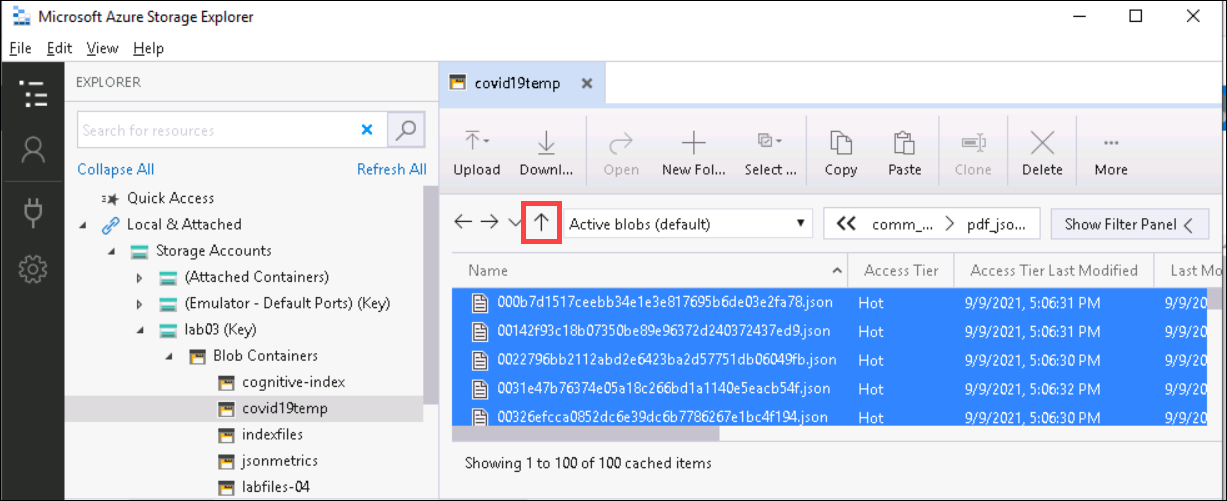 Microsoft Azure Storage Explorer
File Edit View Help
EXPLORER
Search for resources
Collapse All Refresh All
Quick Access
Local & Attached
Storage Accounts
(Attached Containers)
(Emulator - Default Ports) (Key)
lab03 (Key)
Blob Containers
cognitive-index
covid19temp
indexfiles
jsonmetrics
labfiles-04
covid19temp
Upload Downl... Open New Fol... Select ... Copy Paste Clone Delete More
Active blobs (default) comm_... pdf_jso... Show Filter Panel
Name Access Tier Access Tier Last Modified Last Mo
000b7d1517ceebb34e1e3e817695b6de03e2fa78.json Hot 9/9/2021, 5:06:31 PM 9/9/20
00142f93c18b07350be89e96372d240372437ed9.json Hot 9/9/2021, 5:06:31 PM 9/9/20
0022796bb2112abd2e6423ba2d57751db06049fb.json Hot 9/9/2021, 5:06:30 PM 9/9/20
0031e47b76374e05a18c266bd1a1140e5eacb54f.json Hot 9/9/2021, 5:06:32 PM 9/9/20
00326efcca0852dc6e39dc6b7786267e1bc4f194.json Hot 9/9/2021, 5:06:30 PM 9/9/20
Showing 1 to 100 of 100 cached items